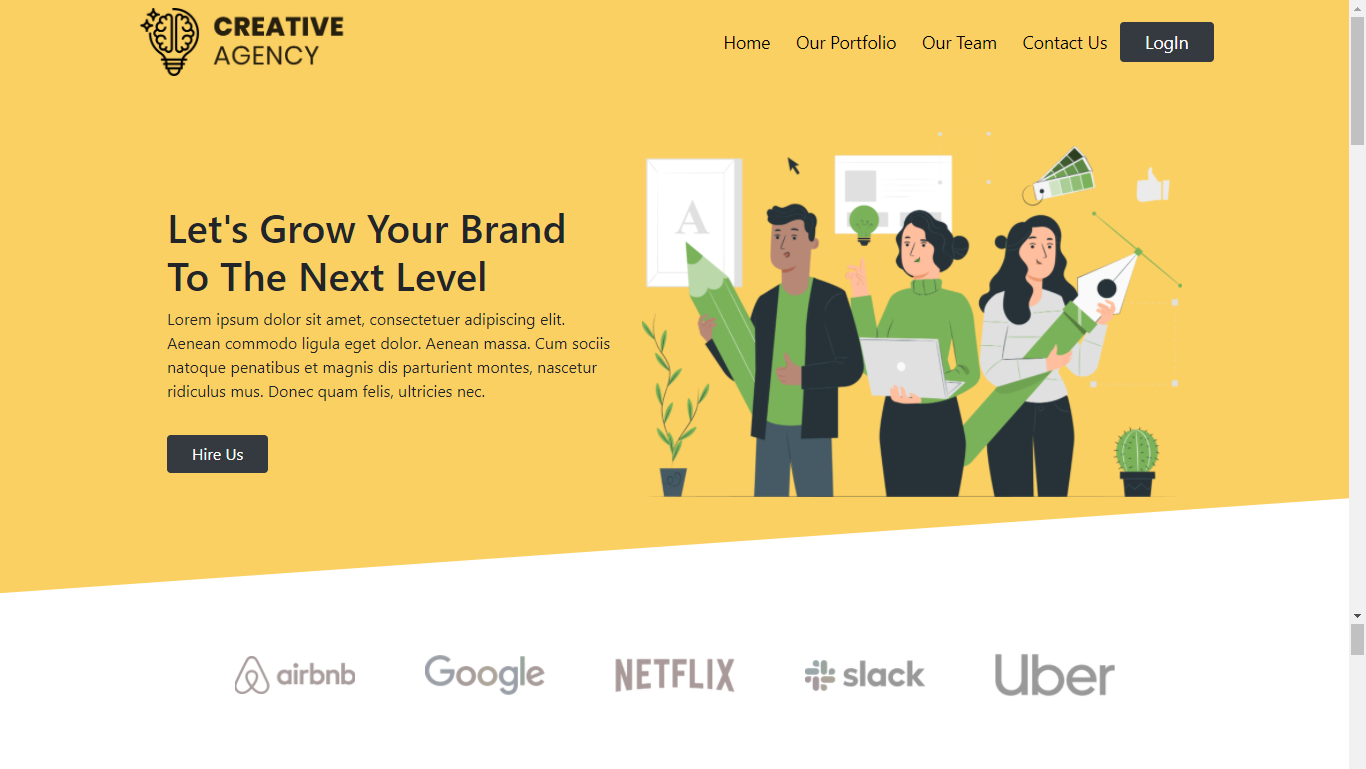 CREATIVE
AGENCY
Home Our Portfolio Our Team Contact Us LogIn
A
Let's Grow Your Brand
To The Next Level
Lorem ipsum dolor sit amet, consectetuer adipiscing elit.
Aenean commodo ligula eget dolor. Aenean massa. Cum sociis
natoque penatibus et magnis dis parturient montes, nascetur
ridiculus mus. Donec quam felis, ultricies nec.
Hire Us
airbnb Google NETFLIX slack Uber